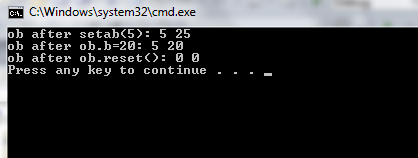 C:\Windows\system32\cmd.exe
ob after setab(5): 5 25
ob after ob.b=20: 5 20
ob after ob.reset(): 0 0
Press any key to continue . . . _